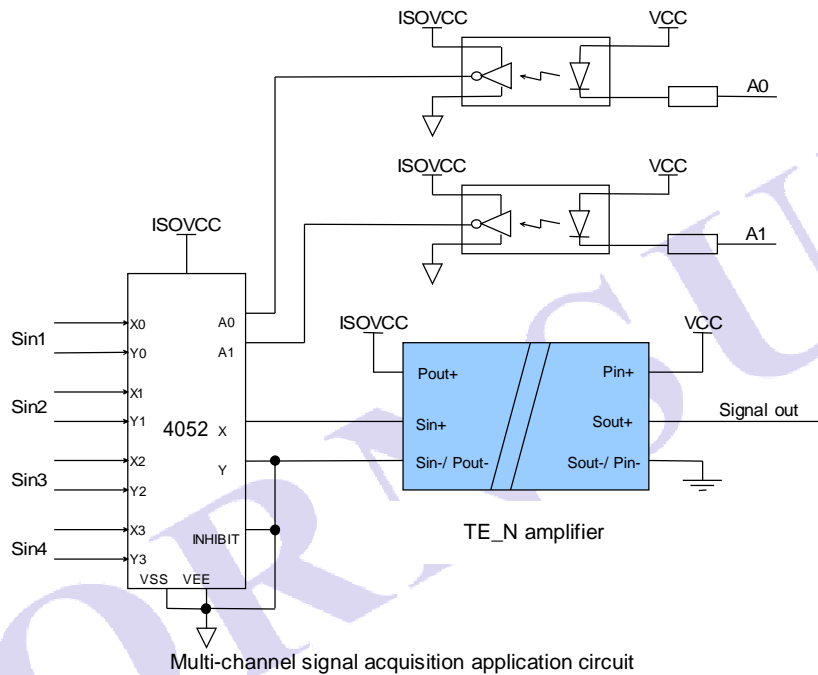 ISOVCC
VCC
A0
ISOVCC
VCC
A1
ISOVCC
X0
A0
Sin1
Y0
A1
X1
Sin2
Y1
4052
X
X2
Y
Sin3
Y2
X3
INHIBIT
Sin4
Y3
VSS VEE
ISOVCC
VCC
Pout+
Pin+
Sin+
Sout+
Signal out
Sin-/ Pout-
Sout-/ Pin-
TE_N amplifier
Multi-channel signal acquisition application circuit
ORNSU